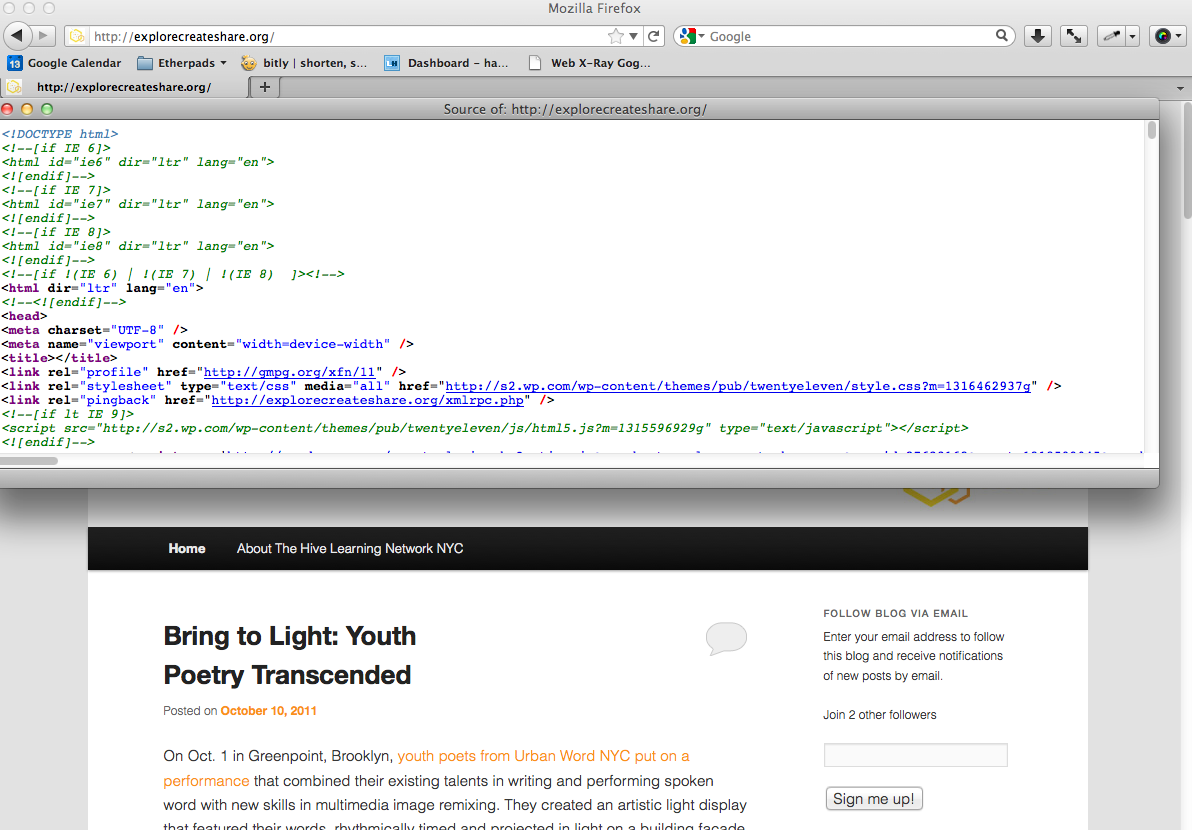 Mozilla Firefox
http://explorecreateshare.org/
Google
13 Google Calendar Etherpads bitly | shorten, s... LH Dashboard - ha... Web X-Ray Gog...
http://explorecreateshare.org/ +
Source of: http://explorecreateshare.org/
<!DOCTYPE html>
<!--[if IE 6]>
<html id="ie6" dir="ltr" lang="en">
<![endif]-->
<!--[if IE 7]>
<html id="ie7" dir="ltr" lang="en">
<![endif]-->
<!--[if IE 8]>
<html id="ie8" dir="ltr" lang="en">
<![endif]-->
<!--[if !(IE 6) | !(IE 7) | !(IE 8)  ]><!-->
<html dir="ltr" lang="en">
<!--<![endif]-->
<head>
<meta charset="UTF-8" />
<meta name="viewport" content="width=device-width" />
<title></title>
<link rel="profile" href="http://gmpg.org/xfn/11" />
<link rel="stylesheet" type="text/css" media="all" href="http://s2.wp.com/wp-content/themes/pub/twentyeleven/style.css?m=1316462937g" />
<link rel="pingback" href="http://explorecreateshare.org/xmlrpc.php" />
<!--[if lt IE 9]>
<script src="http://s2.wp.com/wp-content/themes/pub/twentyeleven/js/html5.js?m=1315596929g" type="text/javascript"></script>
<![endif]-->
Home About The Hive Learning Network NYC
Bring to Light: Youth
Poetry Transcended
Posted on October 10, 2011
On Oct. 1 in Greenpoint, Brooklyn, youth poets from Urban Word NYC put on a
performance that combined their existing talents in writing and performing spoken
word with new skills in multimedia image remixing. They created an artistic light display
that featured their words, rhythmically timed and projected in light on a building facade
FOLLOW BLOG VIA EMAIL
Enter your email address to follow
this blog and receive notifications
of new posts by email.
Join 2 other followers
Sign me up!